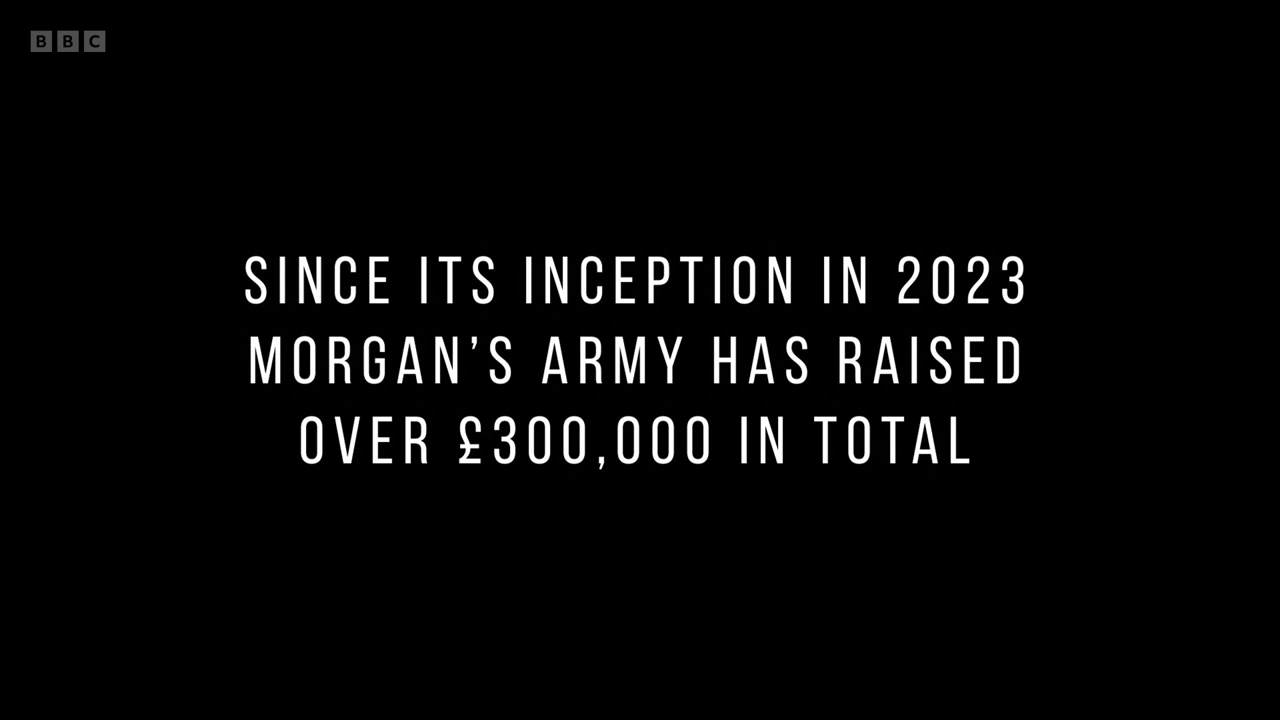 BBC
SINCE ITS INCEPTION IN 2023
MORGAN’S ARMY HAS RAISED
OVER £300,000 IN TOTAL